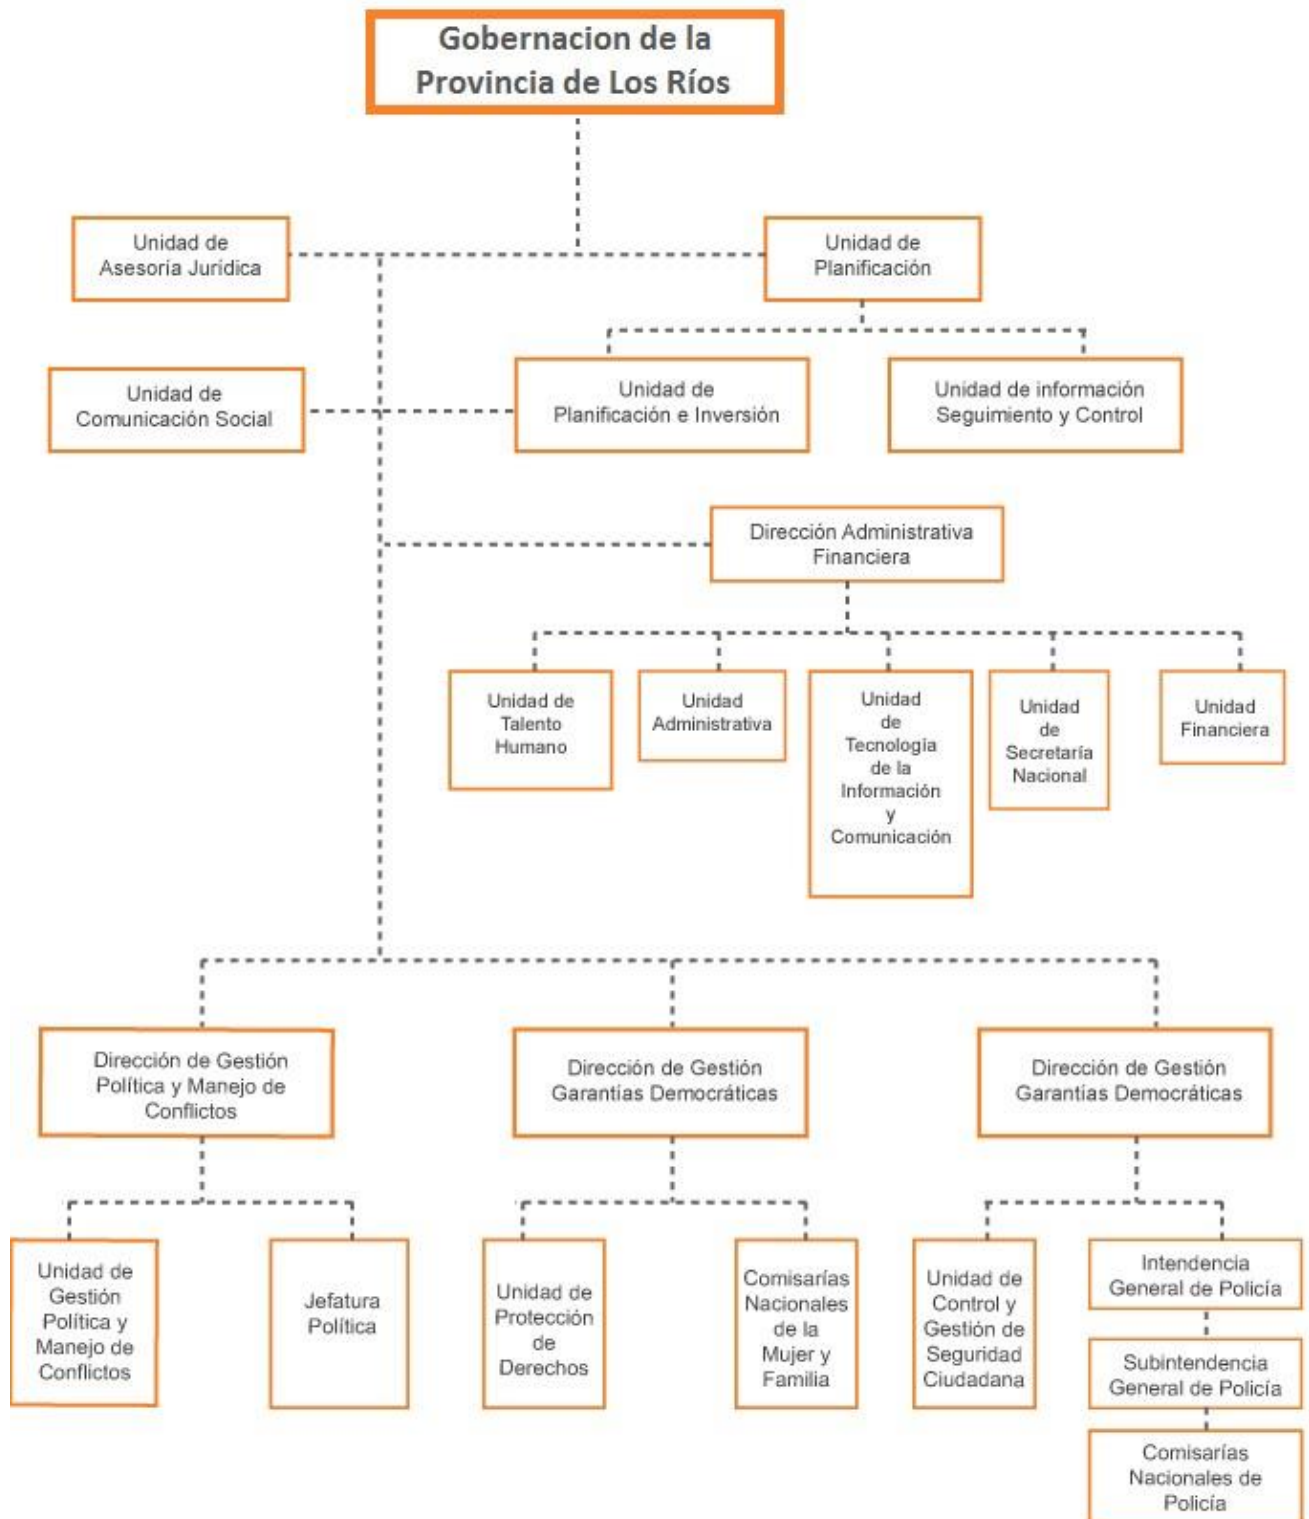 Gobernacion de la
Provincia de Los Ríos
Unidad de
Asesoría Jurídica
Unidad de
Planificación
Unidad de
Comunicación Social
Unidad de
Planificación e Inversión
Unidad de información
Seguimiento y Control
Dirección Administrativa
Financiera
Unidad de
Talento
Humano
Unidad
Administrativa
Unidad
de
Tecnología
de la
Información
y
Comunicación
Unidad
de
Secretaría
Nacional
Unidad
Financiera
Dirección de Gestión
Política y Manejo de
Conflictos
Dirección de Gestión
Garantías Democráticas
Dirección de Gestión
Garantías Democráticas
Unidad de
Gestión
Política y
Manejo de
Conflictos
Jefatura
Política
Unidad de
Protección
de
Derechos
Comisarías
Nacionales
de la
Mujer y
Familia
Unidad de
Control y
Gestión de
Seguridad
Ciudadana
Intendencia
General de Policía
Subintendencia
General de Policía
Comisarías
Nacionales de
Policía